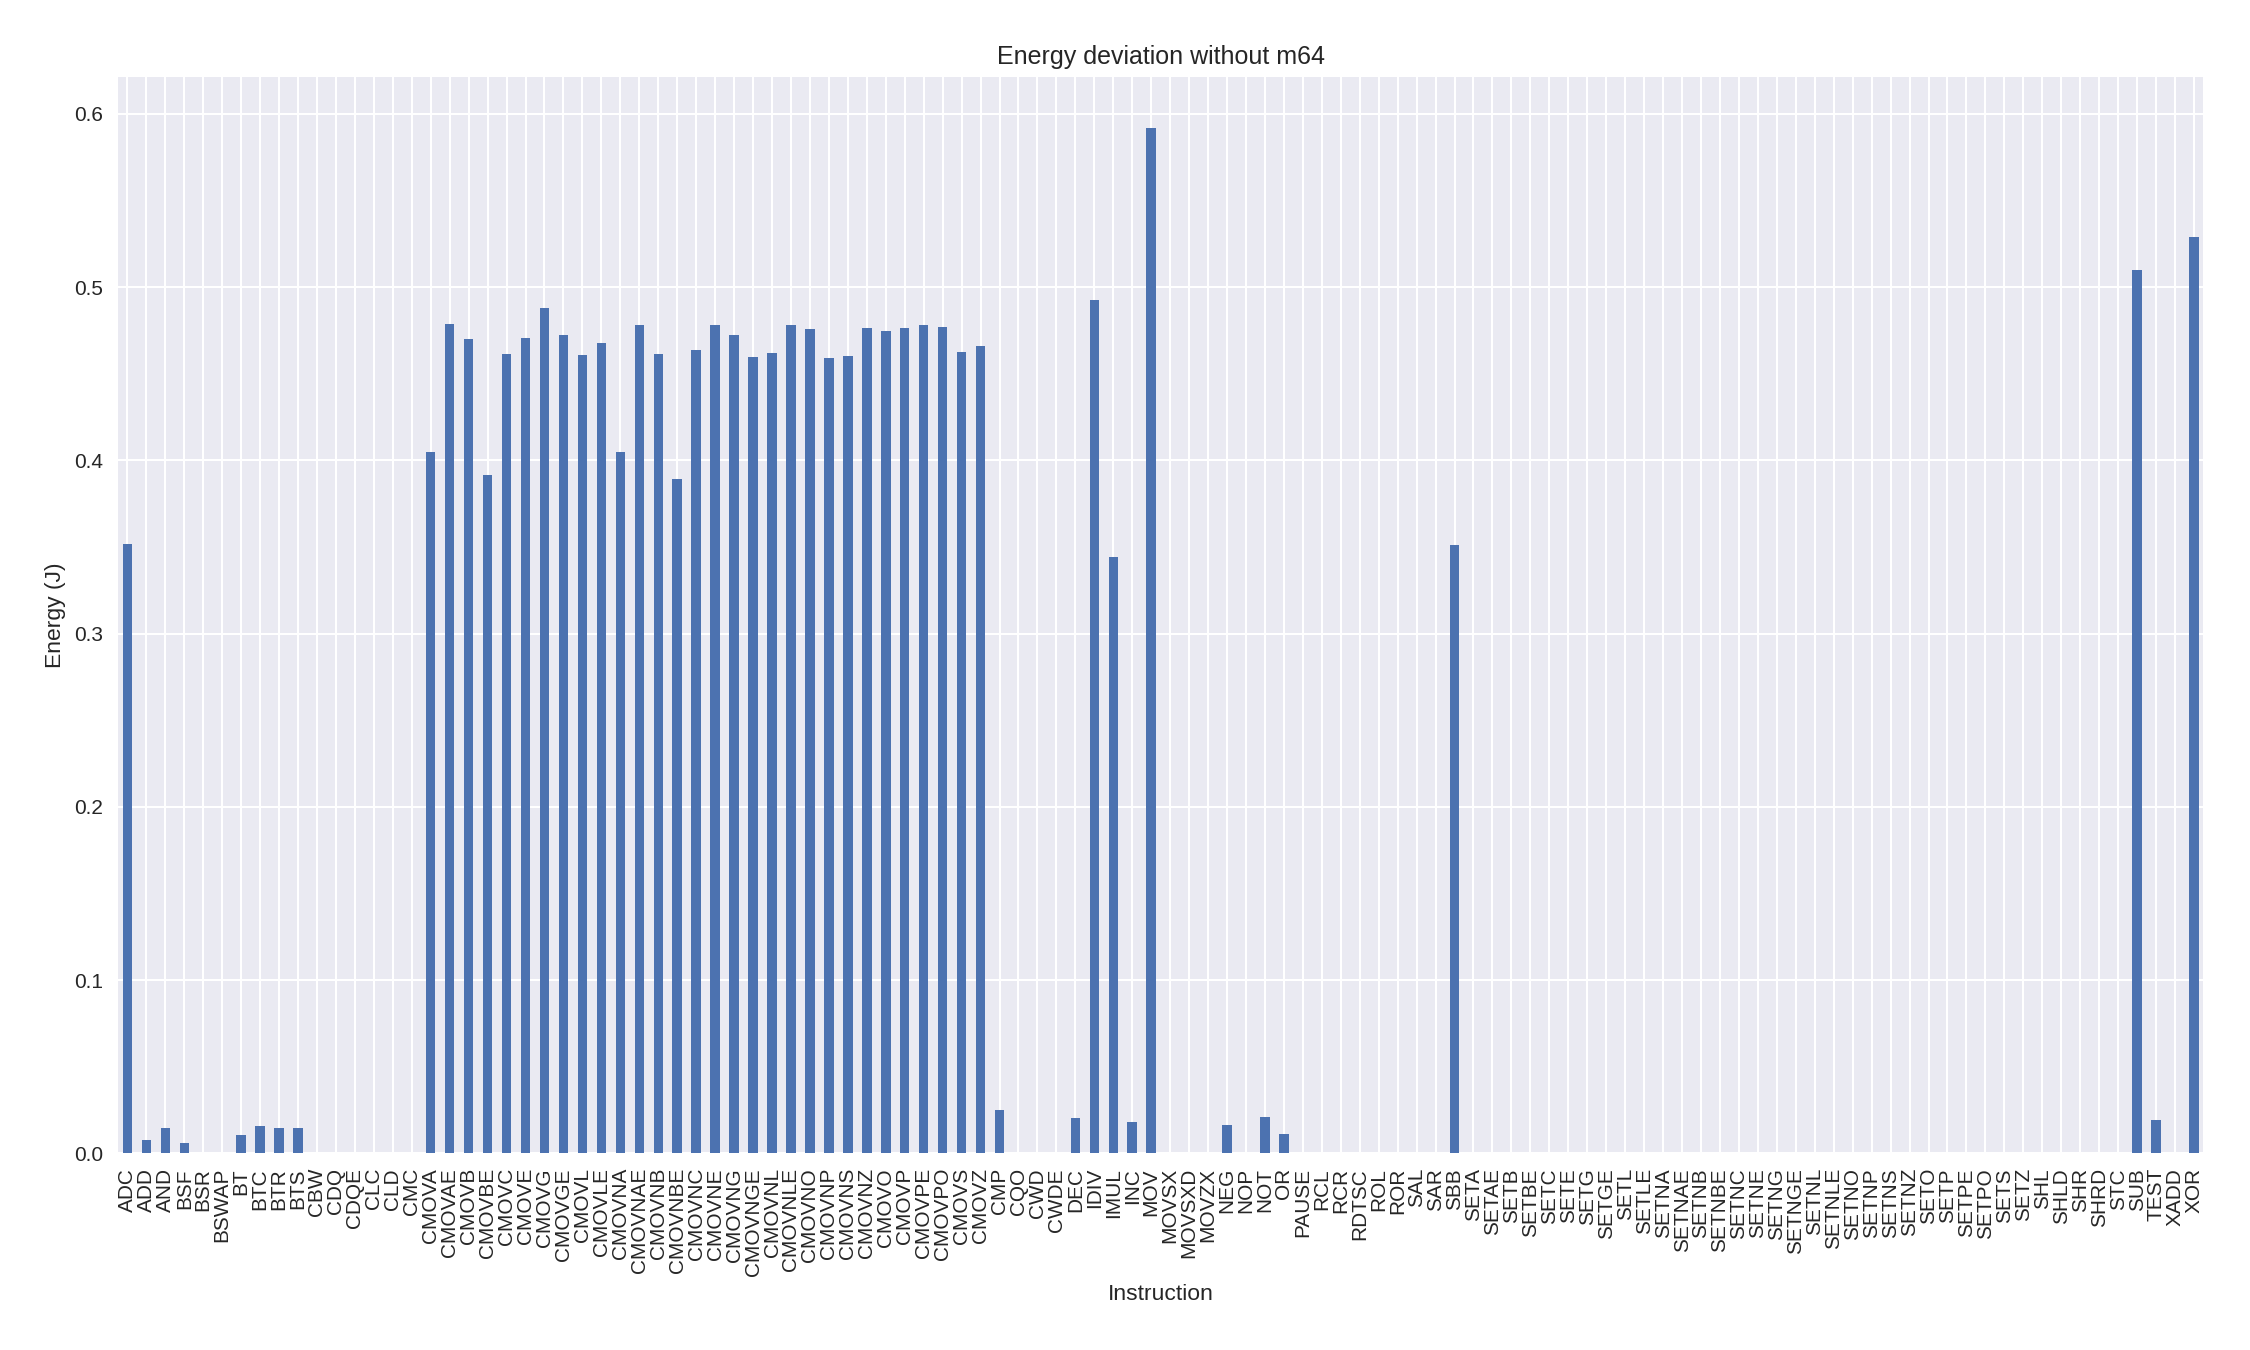 Energy deviation without m64
Energy (J)
0.6
0.5
0.4
0.3
0.2
0.1
0.0
ADC
ADD
AND
BSF
BSR
BSWAP
BT
BTC
BTR
BTS
CBW
CDQ
CDQE
CLC
CLD
CMC
CMOVA
CMOVAE
CMOVB
CMOVBE
CMOVC
CMOVE
CMOVG
CMOVGE
CMOVL
CMOVLE
CMOVNA
CMOVNAE
CMOVNB
CMOVNBE
CMOVNC
CMOVNE
CMOVNG
CMOVNGE
CMOVNL
CMOVNLE
CMOVNO
CMOVNP
CMOVNS
CMOVNZ
CMOVO
CMOVP
CMOVPE
CMOVPO
CMOVS
CMOVZ
CMP
CQO
CWD
CWDE
DEC
IDIV
IMUL
INC
MOV
MOVSX
MOVSXD
MOVZX
NEG
NOP
NOT
OR
PAUSE
RCL
RCR
RDTSC
ROL
ROR
SAL
SAR
SBB
SETA
SETAE
SETB
SETBE
SETC
SETE
SETG
SETGE
SETL
SETLE
SETNA
SETNAE
SETNB
SETNBE
SETNC
SETNE
SETNG
SETNGE
SETNL
SETNLE
SETNO
SETNP
SETNS
SETNZ
SETO
SETP
SETPE
SETPO
SETS
SETZ
SHL
SHLD
SHR
SHRD
STC
SUB
TEST
XADD
XOR
Instruction